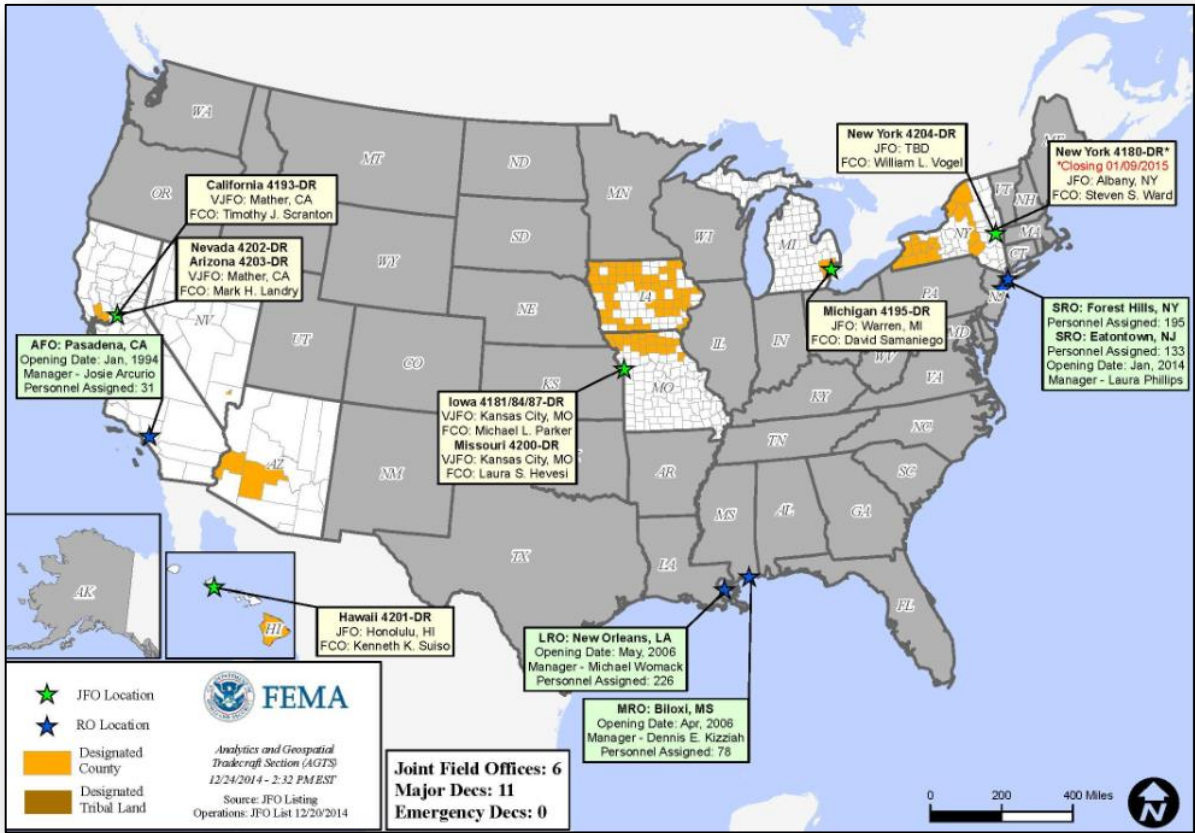 WA
OR
MT
ND
MN
SD
WI
WY
NE
IA
MI
NY
VT
NH
ME
MA
CT
NJ
PA
MD
NV
UT
CO
KS
MO
IL
IN
WV
VA
KY
NC
TN
SC
AZ
NM
AR
MS
AL
GA
TX
LA
FL
AK
HI
California 4193-DR
VJFO: Mather, CA
FCO: Timothy J. Scranton
Nevada 4202-DR
Arizona 4203-DR
VJFO: Mather, CA
FCO: Mark H. Landry
AFO: Pasadena, CA
Opening Date: Jan, 1994
Manager - Josie Arcurio
Personnel Assigned: 31
New York 4204-DR
JFO: TBD
FCO: William L. Vogel
New York 4180-DR*
*Closing 01/09/2015
JFO: Albany, NY
FCO: Steven S. Ward
Michigan 4195-DR
JFO: Warren, MI
FCO: David Samaniego
SRO: Forest Hills, NY
Personnel Assigned: 195
SRO: Eatontown, NJ
Personnel Assigned: 133
Opening Date: Jan, 2014
Manager - Laura Phillips
Iowa 4181/84/87-DR
VJFO: Kansas City, MO
FCO: Michael L. Parker
Missouri 4200-DR
VJFO: Kansas City, MO
FCO: Laura S. Hevesi
Hawaii 4201-DR
JFO: Honolulu, HI
FCO: Kenneth K. Suiso
LRO: New Orleans, LA
Opening Date: May, 2006
Manager - Michael Womack
Personnel Assigned: 226
MRO: Biloxi, MS
Opening Date: Apr, 2006
Manager - Dennis E. Kizziah
Personnel Assigned: 78
JFO Location
RO Location
Designated
County
Designated
Tribal Land
FEMA
Analytics and Geospatial
Tradecraft Section (AGTS)
12/24/2014 - 2:32 PM EST
Source: JFO Listing
Operations: JFO List 12/20/2014
Joint Field Offices: 6
Major Decs: 11
Emergency Decs: 0
0 200 400 Miles
N